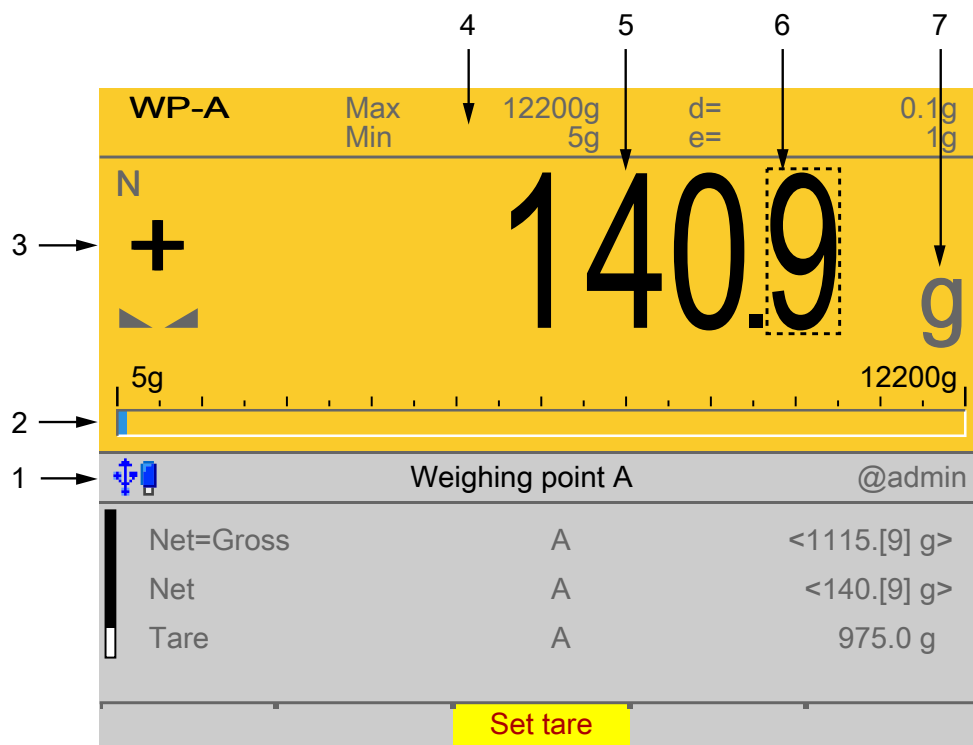 4 5 6 7
WP-A Max 12200g d= 0.1g
Min 5g e= 1g
N
3
+ 140.9 g
5g 12200g
2
1 Weighing point A @admin
Net=Gross A <1115.[9] g>
Net A <140.[9] g>
Tare A 975.0 g
Set tare